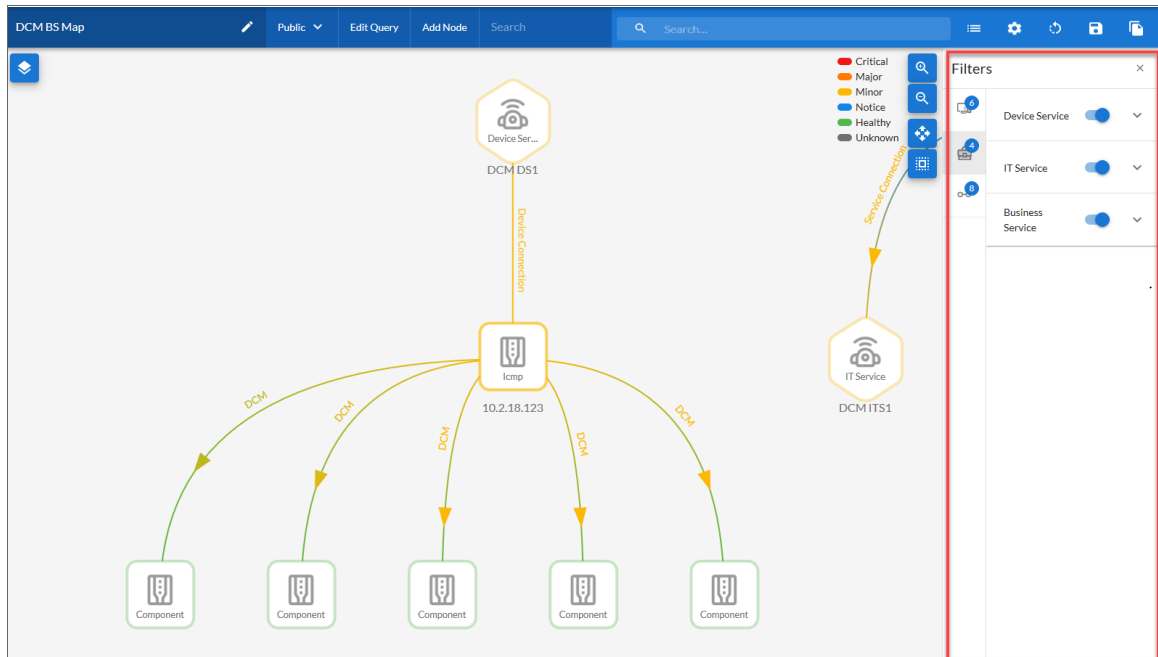 DCM BS Map
Public
Edit Query
Add Node
Search
Search...
Critical
Major
Minor
Notice
Healthy
Unknown
Filters
6
Device Service
4
IT Service
8
Business
Service
Device Ser...
DCM DS1
Device Connection
Service Connection
Icmp
10.2.18.123
IT Service
DCM ITS1
DCM
DCM
DCM
DCM
DCM
Component
Component
Component
Component
Component